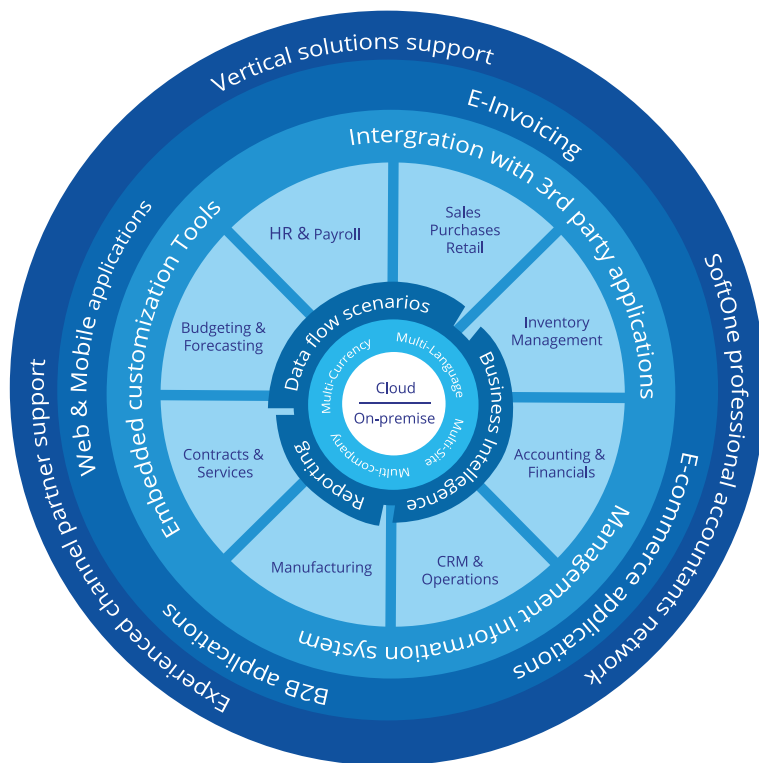 Vertical solutions support
E-Invoicing
Intergration with 3rd party applications
Embedded customization Tools
Web & Mobile applications
Experienced channel partner support
SoftOne professional accountants network
E-commerce applications
Management information system
B2B applications
HR & Payroll
Sales
Purchases
Retail
Budgeting &
Forecasting
Inventory
Management
Contracts &
Services
Accounting &
Financials
Manufacturing
CRM &
Operations
Data flow scenarios
Business Intellegence
Reporting
Multi-Currency
Multi-Language
Multi-company
Multi-Site
Cloud
On-premise